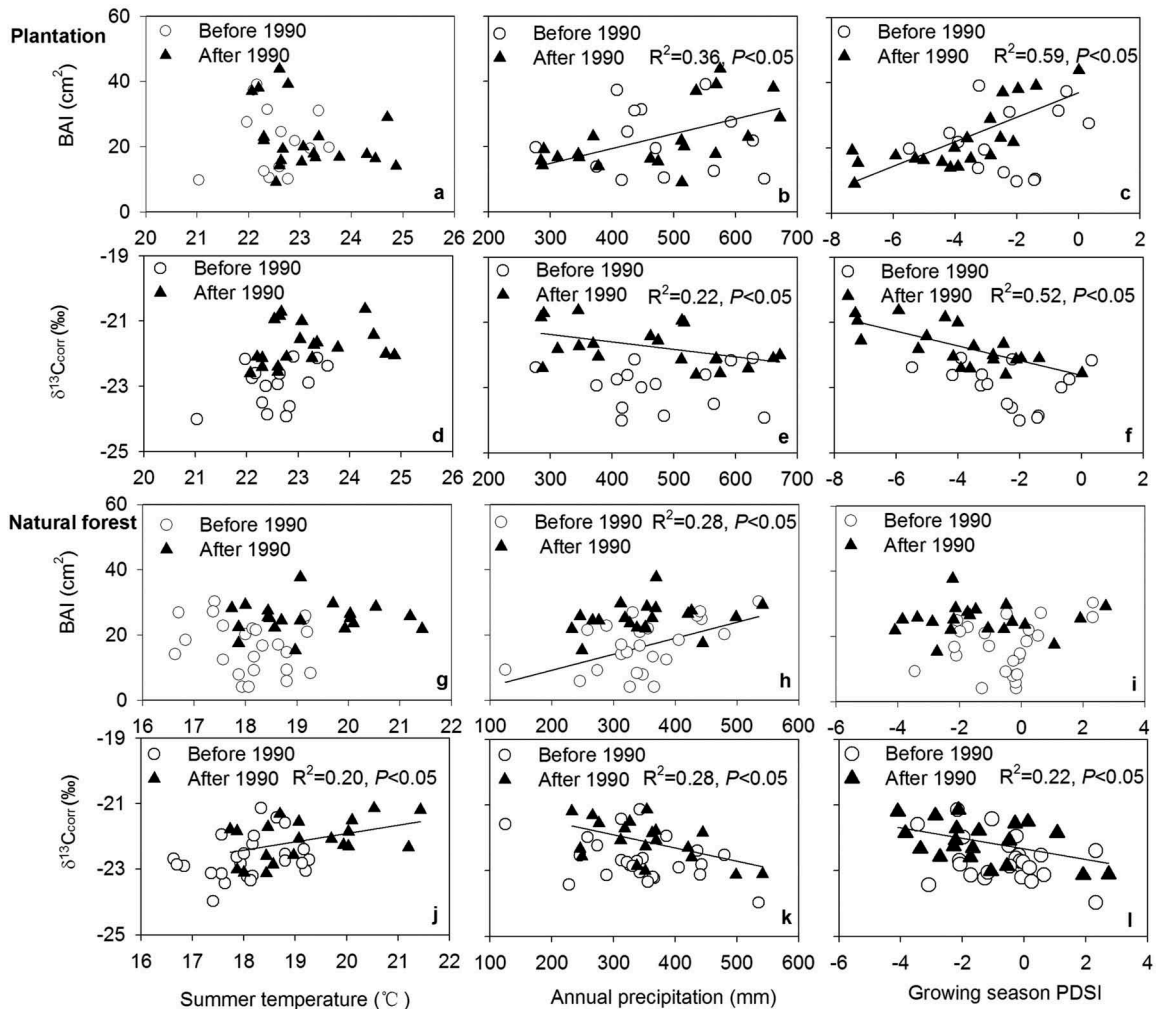 Plantation
BAI (cm²)
60
40
20
0
Before 1990
After 1990
a
20 21 22 23 24 25 26
Before 1990
After 1990 R²=0.36, P<0.05
b
200 300 400 500 600 700
Before 1990
After 1990 R²=0.59, P<0.05
c
-8 -6 -4 -2 0 2
δ¹³Ccorr (‰)
-19
-21
-23
-25
Before 1990
After 1990
d
20 21 22 23 24 25 26
Before 1990
After 1990 R²=0.22, P<0.05
e
200 300 400 500 600 700
Before 1990
After 1990 R²=0.52, P<0.05
f
-8 -6 -4 -2 0 2
Natural forest
BAI (cm²)
60
40
20
0
Before 1990
After 1990
g
16 17 18 19 20 21 22
Before 1990 R²=0.28, P<0.05
After 1990
h
100 200 300 400 500 600
Before 1990
After 1990
i
-6 -4 -2 0 2 4
δ¹³Ccorr (‰)
-19
-21
-23
-25
Before 1990
After 1990 R²=0.20, P<0.05
j
16 17 18 19 20 21 22
Summer temperature (℃)
Before 1990
After 1990 R²=0.28, P<0.05
k
100 200 300 400 500 600
Annual precipitation (mm)
Before 1990
After 1990 R²=0.22, P<0.05
l
-6 -4 -2 0 2 4
Growing season PDSI